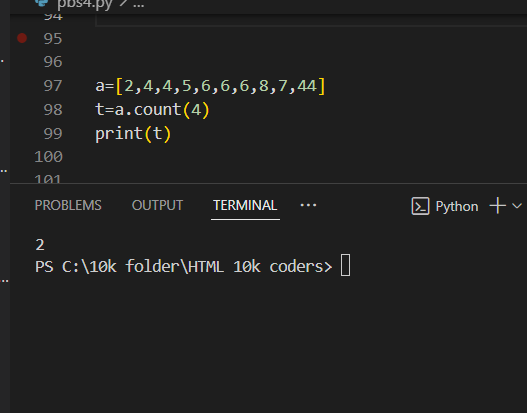 pbs4.py > ...
94
95
96
97 a=[2,4,4,5,6,6,6,8,7,44]
98 t=a.count(4)
99 print(t)
100
101
PROBLEMS OUTPUT TERMINAL ... Python
2
PS C:\10k folder\HTML 10k coders>